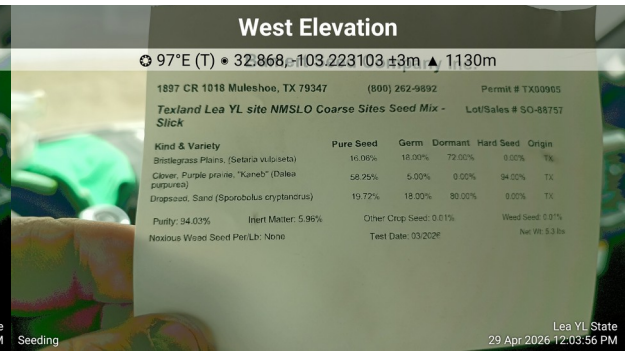 West Elevation
97°E (T) 32.868, -103.223103 ±3m ▲ 1130m
1897 CR 1018 Muleshoe, TX 79347 (800) 262-9892 Permit # TX00905
Texland Lea YL site NMSLO Coarse Sites Seed Mix - Lot/Sales # SO-88757
Slick
Kind & Variety Pure Seed Germ Dormant Hard Seed Origin
Bristlegrass Plains, (Setaria vulpiseta) 16.06% 18.00% 72.00% 0.00% TX
Clover, Purple prairie, "Kaneb" (Dalea 58.25% 5.00% 0.00% 94.00% TX
purpurea)
Dropseed, Sand (Sporobolus cryptandrus) 19.72% 18.00% 80.00% 0.00% TX
Purity: 94.03% Inert Matter: 5.96% Other Crop Seed: 0.01% Weed Seed: 0.01%
Noxious Weed Seed Per/Lb: None Test Date: 03/2026 Net Wt:
Seeding
Lea YL State
29 Apr 2026 12:03:56 PM